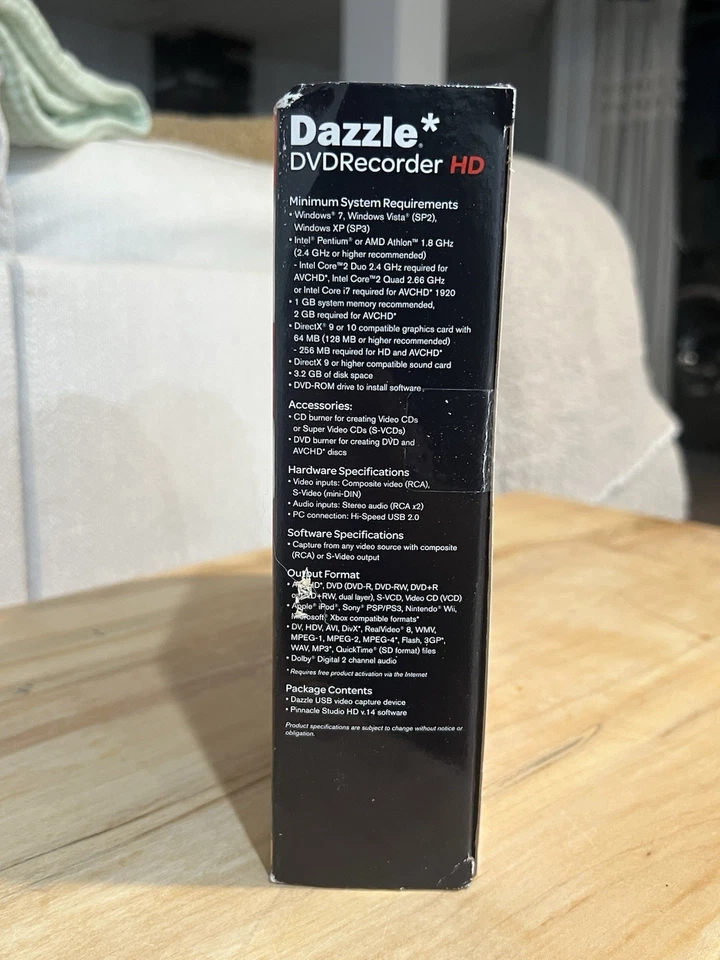 Dazzle*
DVDRecorder HD
Minimum System Requirements
• Windows® 7, Windows Vista® (SP2),
Windows XP (SP3)
• Intel® Pentium® or AMD Athlon™ 1.8 GHz
(2.4 GHz or higher recommended)
- Intel Core™2 Duo 2.4 GHz required for
AVCHD*, Intel Core™2 Quad 2.66 GHz
or Intel Core i7 required for AVCHD* 1920
• 1 GB system memory recommended,
2 GB required for AVCHD*
• DirectX® 9 or 10 compatible graphics card with
64 MB (128 MB or higher recommended)
- 256 MB required for HD and AVCHD*
• DirectX 9 or higher compatible sound card
• 3.2 GB of disk space
• DVD-ROM drive to install software
Accessories:
• CD burner for creating Video CDs
or Super Video CDs (S-VCDs)
• DVD burner for creating DVD and
AVCHD* discs
Hardware Specifications
• Video inputs: Composite video (RCA),
S-Video (mini-DIN)
• Audio inputs: Stereo audio (RCA x2)
• PC connection: Hi-Speed USB 2.0
Software Specifications
• Capture from any video source with composite
(RCA) or S-Video output
Output Format
DVD (DVD-R, DVD-RW, DVD+R
dual layer), S-VCD, Video CD (VCD)
• Apple® iPod®, Sony® PSP/PS3, Nintendo® Wii,
Microsoft® Xbox compatible formats*
• DV, HDV, AVI, DivX*, RealVideo® 8, WMV,
MPEG-1, MPEG-2, MPEG-4*, Flash, 3GP*,
WAV, MP3*, QuickTime® (SD format) files
• Dolby® Digital 2 channel audio
* Requires free product activation via the Internet
Package Contents
• Dazzle USB video capture device
• Pinnacle Studio HD v.14 software
Product specifications are subject to change without notice or
obligation.